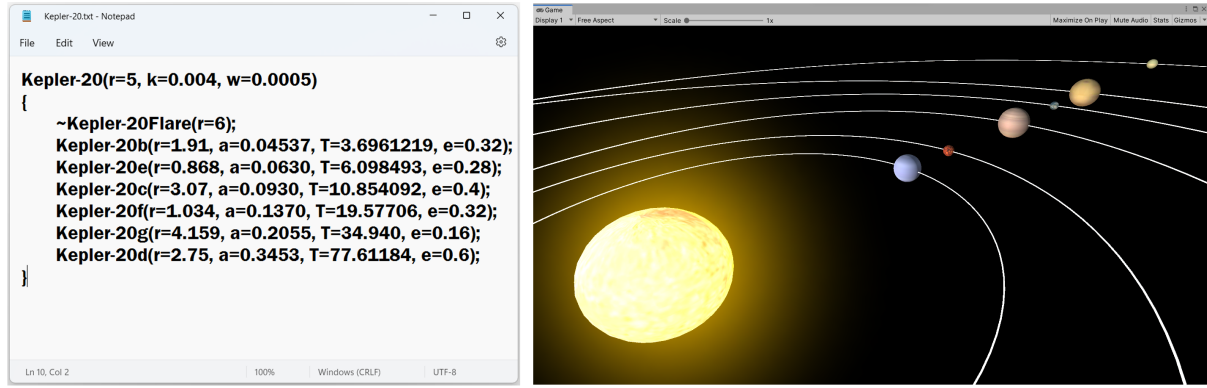 Kepler-20.txt - Notepad
File Edit View
Kepler-20(r=5, k=0.004, w=0.0005)
{
~Kepler-20Flare(r=6);
Kepler-20b(r=1.91, a=0.04537, T=3.6961219, e=0.32);
Kepler-20e(r=0.868, a=0.0630, T=6.098493, e=0.28);
Kepler-20c(r=3.07, a=0.0930, T=10.854092, e=0.4);
Kepler-20f(r=1.034, a=0.1370, T=19.57706, e=0.32);
Kepler-20g(r=4.159, a=0.2055, T=34.940, e=0.16);
Kepler-20d(r=2.75, a=0.3453, T=77.61184, e=0.6);
}
Ln 10, Col 2 100% Windows (CRLF) UTF-8
Game
Display 1 Free Aspect Scale 1x Maximize On Play Mute Audio Stats Gizmos